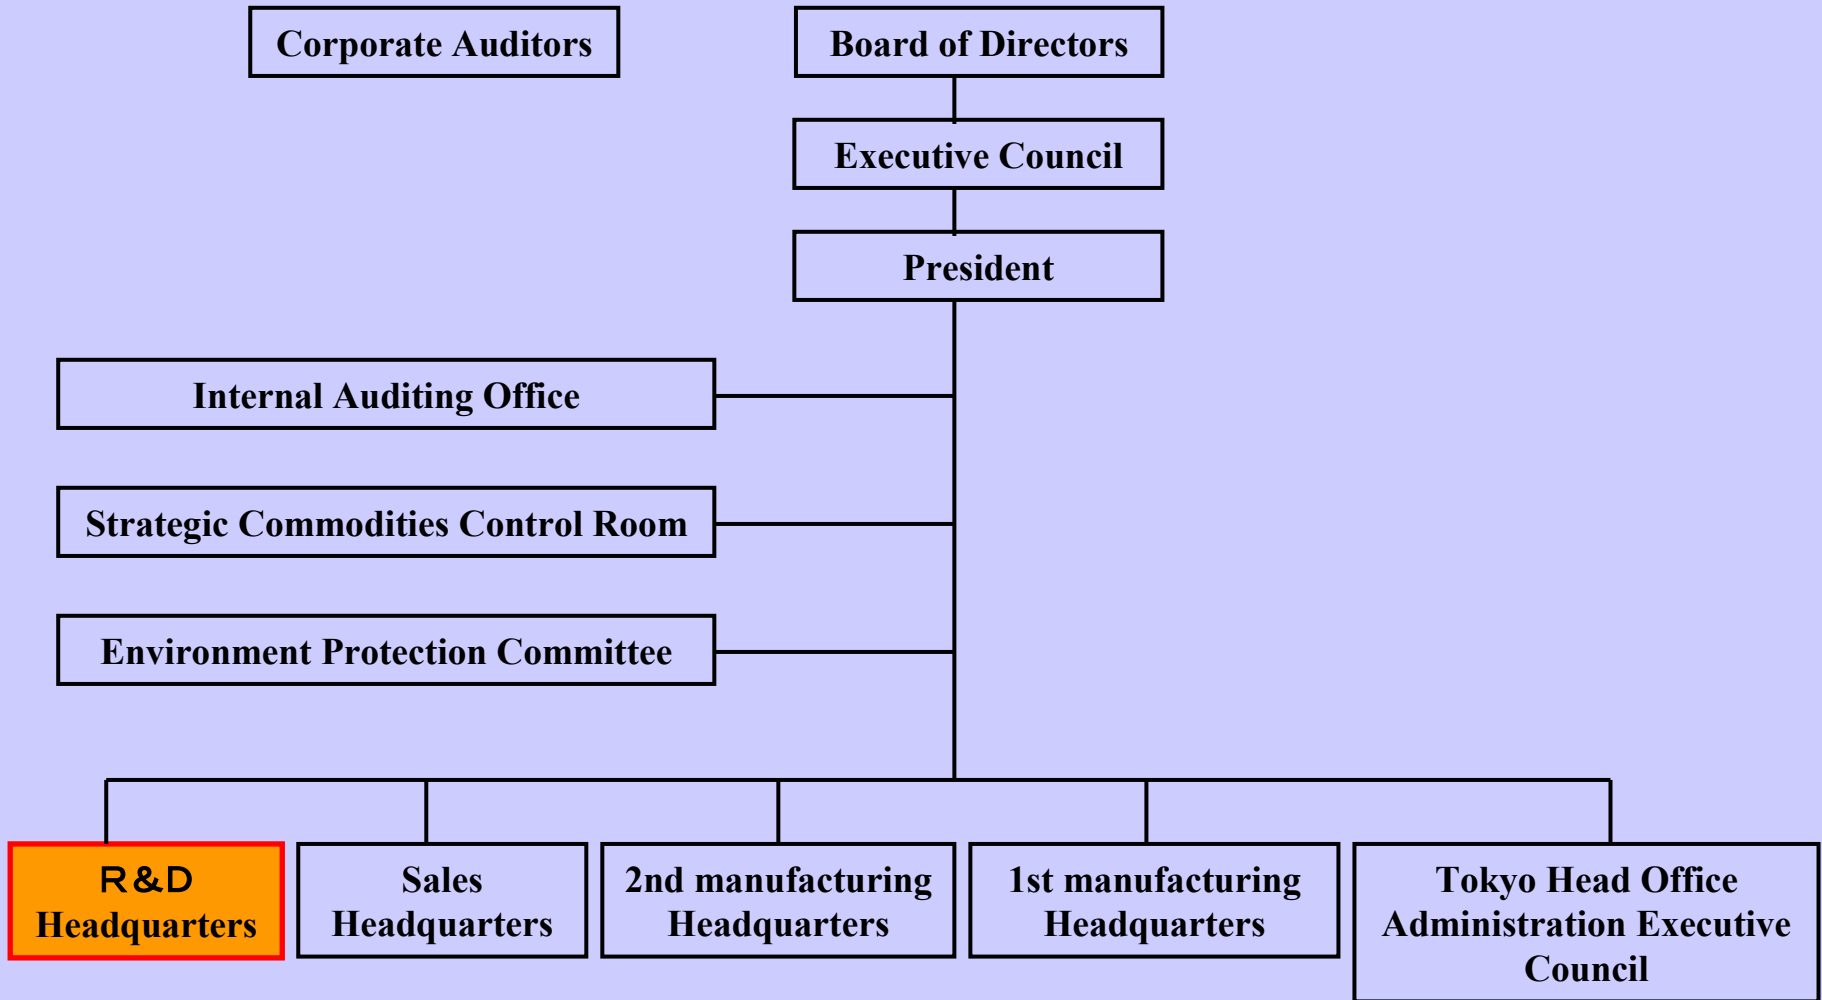 Corporate Auditors
Board of Directors
Executive Council
President
Internal Auditing Office
Strategic Commodities Control Room
Environment Protection Committee
R&D
Headquarters
Sales
Headquarters
2nd manufacturing
Headquarters
1st manufacturing
Headquarters
Tokyo Head Office
Administration Executive
Council